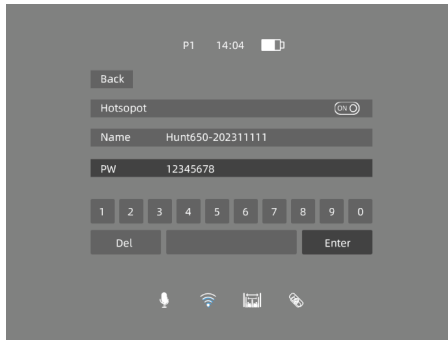 P1 14:04
Back
Hotsopot ON
Name Hunt650-202311111
PW 12345678
1 2 3 4 5 6 7 8 9 0
Del Enter